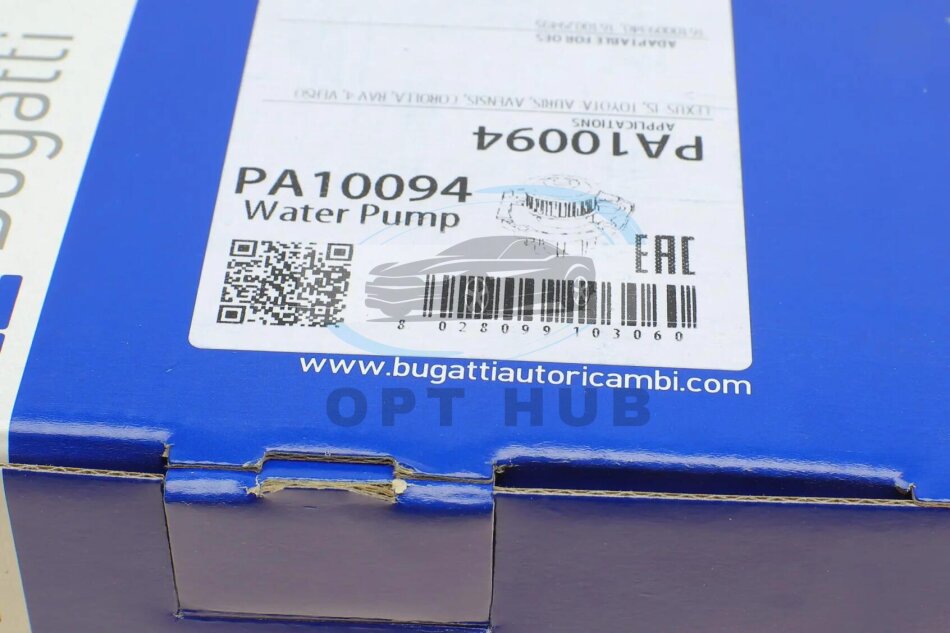 Bugatti
ADAPTABLE FOR OES
APPLICATIONS
LEXUS IS, TOYOTA AURIS, AVENSIS, COROLLA, RAV 4, VERSO
PA10094
PA10094
Water Pump
EAC
8 028099 103060
www.bugattiautoricambi.com
OPT HUB